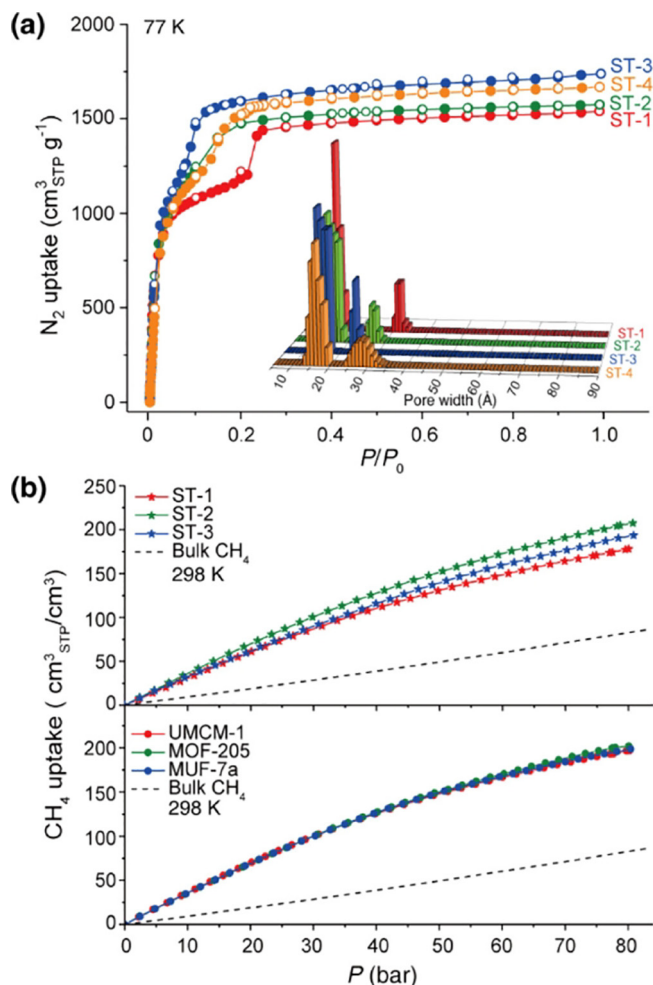 (a)
77 K
2000
1500
1000
500
0
N₂ uptake (cm³STP g⁻¹)
ST-3
ST-4
ST-2
ST-1
ST-1
ST-2
ST-3
ST-4
10 20 30 40 50 60 70 80 90
Pore width (Å)
0 0.2 0.4 0.6 0.8 1.0
P/P₀
(b)
250
200
150
100
50
0
ST-1
ST-2
ST-3
Bulk CH₄
298 K
CH₄ uptake ( cm³STP/cm³)
200
150
100
50
0
UMCM-1
MOF-205
MUF-7a
Bulk CH₄
298 K
0 10 20 30 40 50 60 70 80
P (bar)